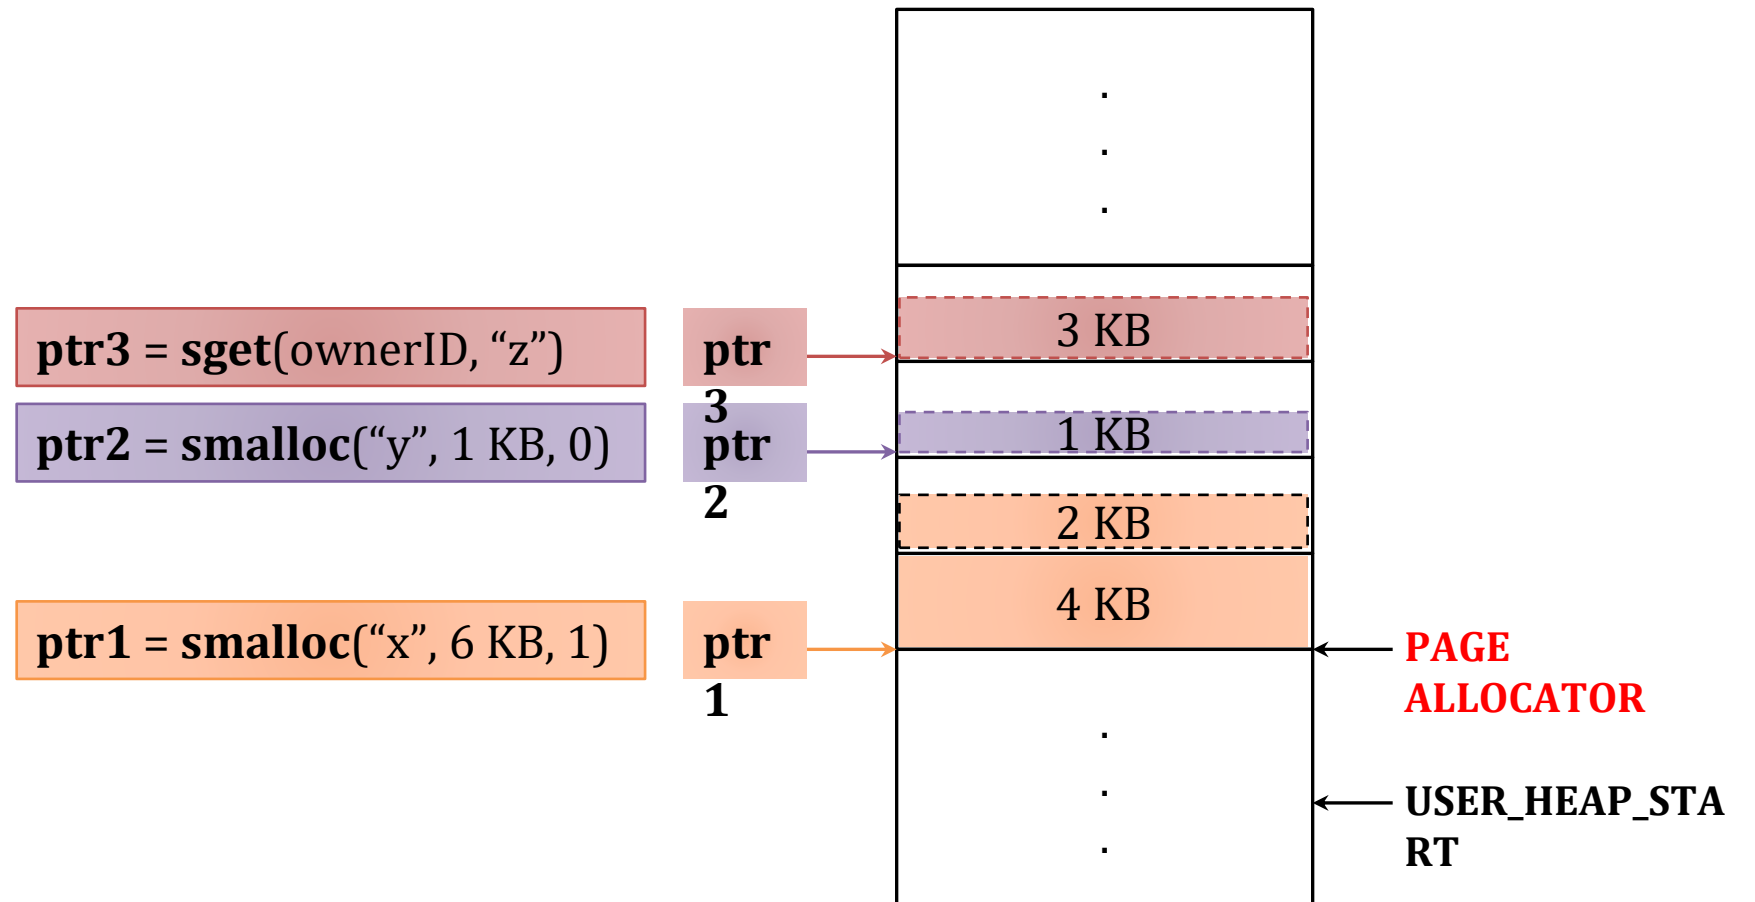 .
.
.
3 KB
ptr3 = sget(ownerID, “z”)
ptr
3
1 KB
ptr2 = smalloc(“y”, 1 KB, 0)
ptr
2
2 KB
4 KB
ptr1 = smalloc(“x”, 6 KB, 1)
ptr
1
PAGE
ALLOCATOR
.
.
.
USER_HEAP_STA
RT